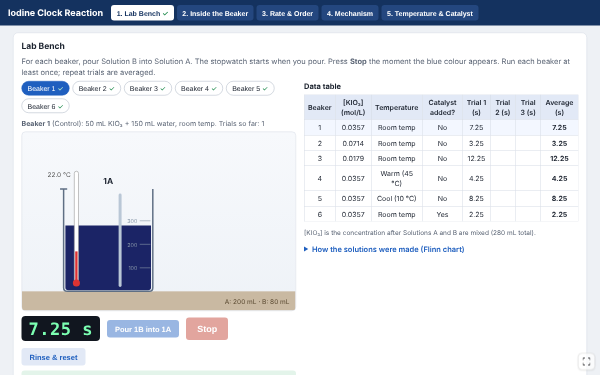 Iodine Clock Reaction
1. Lab Bench ✓
2. Inside the Beaker
3. Rate & Order
4. Mechanism
5. Temperature & Catalyst
Lab Bench
For each beaker, pour Solution B into Solution A. The stopwatch starts when you pour. Press Stop the moment the blue colour appears. Run each beaker at
least once; repeat trials are averaged.
Beaker 1 ✓
Beaker 2 ✓
Beaker 3 ✓
Beaker 4 ✓
Beaker 5 ✓
Beaker 6 ✓
Beaker 1 (Control): 50 mL KIO₃ + 150 mL water, room temp. Trials so far: 1
22.0 °C
1A
300
200
100
A: 200 mL · B: 80 mL
7.25 s
Pour 1B into 1A
Stop
Rinse & reset
Data table
Beaker [KIO₃] (mol/L) Temperature Catalyst added? Trial 1 (s) Trial 2 (s) Trial 3 (s) Average (s)
1 0.0357 Room temp No 7.25 7.25
2 0.0714 Room temp No 3.25 3.25
3 0.0179 Room temp No 12.25 12.25
4 0.0357 Warm (45 °C) No 4.25 4.25
5 0.0357 Cool (10 °C) No 8.25 8.25
6 0.0357 Room temp Yes 2.25 2.25
[KIO₃] is the concentration after Solutions A and B are mixed (280 mL total).
How the solutions were made (Flinn chart)